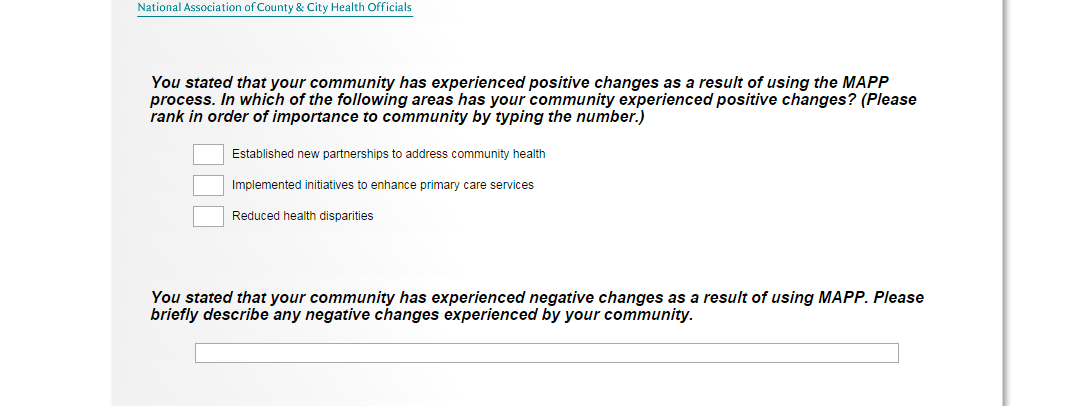 National Association of County & City Health Officials
You stated that your community has experienced positive changes as a result of using the MAPP
process. In which of the following areas has your community experienced positive changes? (Please
rank in order of importance to community by typing the number.)
Established new partnerships to address community health
Implemented initiatives to enhance primary care services
Reduced health disparities
You stated that your community has experienced negative changes as a result of using MAPP. Please
briefly describe any negative changes experienced by your community.